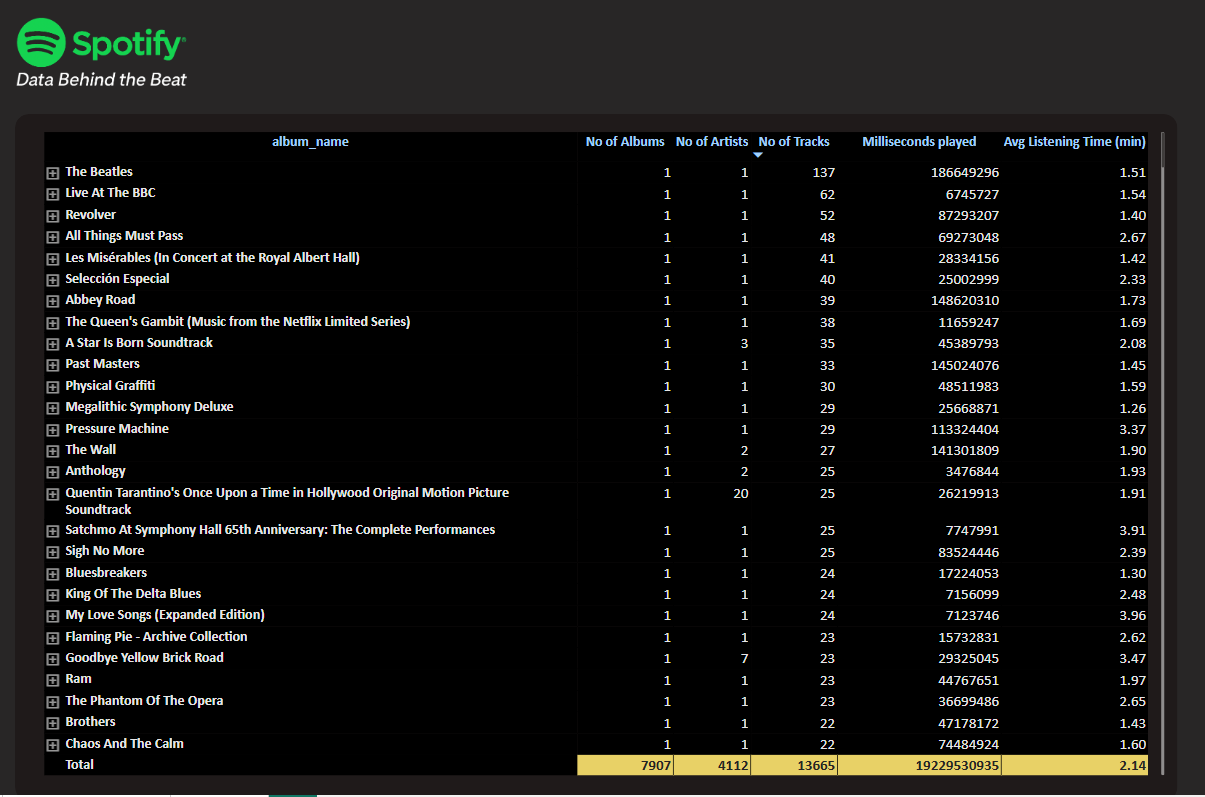 Spotify®
Data Behind the Beat
album_name No of Albums No of Artists No of Tracks Milliseconds played Avg Listening Time (min)
The Beatles 1 1 137 186649296 1.51
Live At The BBC 1 1 62 6745727 1.54
Revolver 1 1 52 87293207 1.40
All Things Must Pass 1 1 48 69273048 2.67
Les Misérables (In Concert at the Royal Albert Hall) 1 1 41 28334156 1.42
Selección Especial 1 1 40 25002999 2.33
Abbey Road 1 1 39 148620310 1.73
The Queen's Gambit (Music from the Netflix Limited Series) 1 1 38 11659247 1.69
A Star Is Born Soundtrack 1 3 35 45389793 2.08
Past Masters 1 1 33 145024076 1.45
Physical Graffiti 1 1 30 48511983 1.59
Megalithic Symphony Deluxe 1 1 29 25668871 1.26
Pressure Machine 1 1 29 113324404 3.37
The Wall 1 2 27 141301809 1.90
Anthology 1 2 25 3476844 1.93
Quentin Tarantino's Once Upon a Time in Hollywood Original Motion Picture 1 20 25 26219913 1.91
Soundtrack
Satchmo At Symphony Hall 65th Anniversary: The Complete Performances 1 1 25 7747991 3.91
Sigh No More 1 1 25 83524446 2.39
Bluesbreakers 1 1 24 17224053 1.30
King Of The Delta Blues 1 1 24 7156099 2.48
My Love Songs (Expanded Edition) 1 1 24 7123746 3.96
Flaming Pie - Archive Collection 1 1 23 15732831 2.62
Goodbye Yellow Brick Road 1 7 23 29325045 3.47
Ram 1 1 23 44767651 1.97
The Phantom Of The Opera 1 1 23 36699486 2.65
Brothers 1 1 22 47178172 1.43
Chaos And The Calm 1 1 22 74484924 1.60
Total 7907 4112 13665 19229530935 2.14